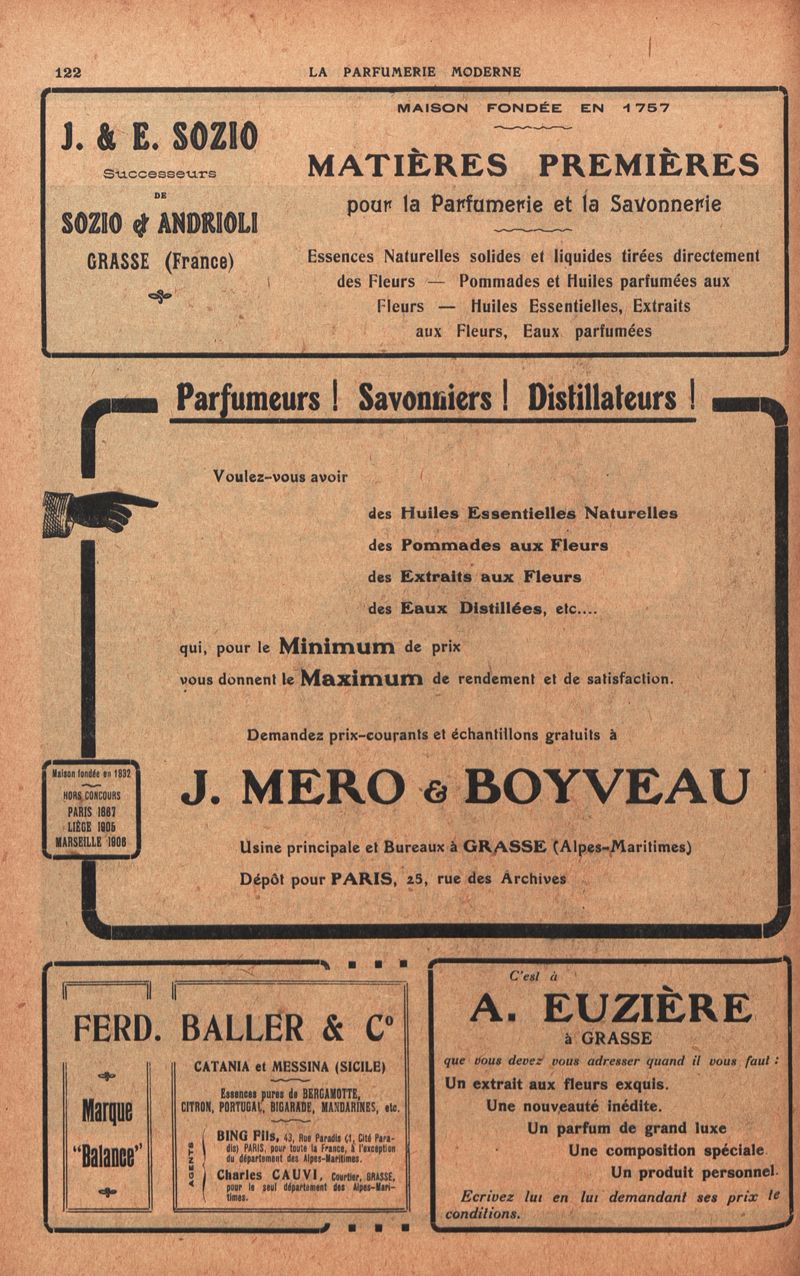 122
LA PARFUMERIE MODERNE
J. & E. SOZIO
Successeurs
DE
SOZIO & ANDRIOLI
GRASSE (France)
MAISON FONDÉE EN 1757
MATIÈRES PREMIÈRES
pour la Parfumerie et la Savonnerie
Essences Naturelles solides et liquides tirées directement
des Fleurs — Pommades et Huiles parfumées aux
Fleurs — Huiles Essentielles, Extraits
aux Fleurs, Eaux parfumées
Parfumeurs ! Savonniers ! Distillateurs !
Voulez-vous avoir
des Huiles Essentielles Naturelles
des Pommades aux Fleurs
des Extraits aux Fleurs
des Eaux Distillées, etc....
qui, pour le Minimum de prix
vous donnent le Maximum de rendement et de satisfaction.
Demandez prix-courants et échantillons gratuits à
J. MERO & BOYVEAU
Maison fondée en 1832
HORS CONCOURS
PARIS 1867
LIÈGE 1905
MARSEILLE 1906
Usine principale et Bureaux à GRASSE (Alpes-Maritimes)
Dépôt pour PARIS, 25, rue des Archives
FERD. BALLER & Cº
Marque
"Balance"
CATANIA et MESSINA (SICILE)
Essences pures de BERGAMOTTE,
CITRON, PORTUGAL, BIGARADE, MANDARINES, etc.
AGENTS
BING Fils, 43, Rue Paradis (1, Cité Para-
dis) PARIS, pour toute la France, à l'exception
du département des Alpes-Maritimes.
Charles CAUVI, Courtier, GRASSE,
pour le seul département des Alpes-Mari-
times.
C'est à
A. EUZIÈRE
à GRASSE
que vous devez vous adresser quand il vous faut :
Un extrait aux fleurs exquis.
Une nouveauté inédite.
Un parfum de grand luxe
Une composition spéciale
Un produit personnel.
Ecrivez lui en lui demandant ses prix le
conditions.